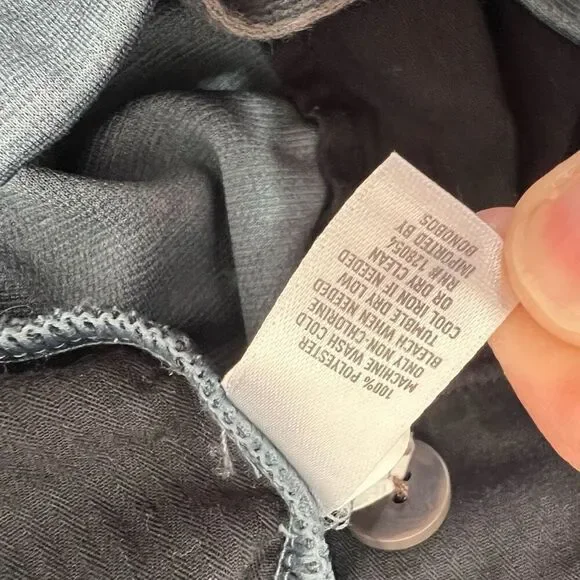 100% POLYESTER
MACHINE WASH COLD
ONLY NON-CHLORINE
BLEACH WHEN NEEDED
TUMBLE DRY LOW
COOL IRON IF NEEDED
OR DRY CLEAN
RN# 128054
IMPORTED BY
BONOBOS